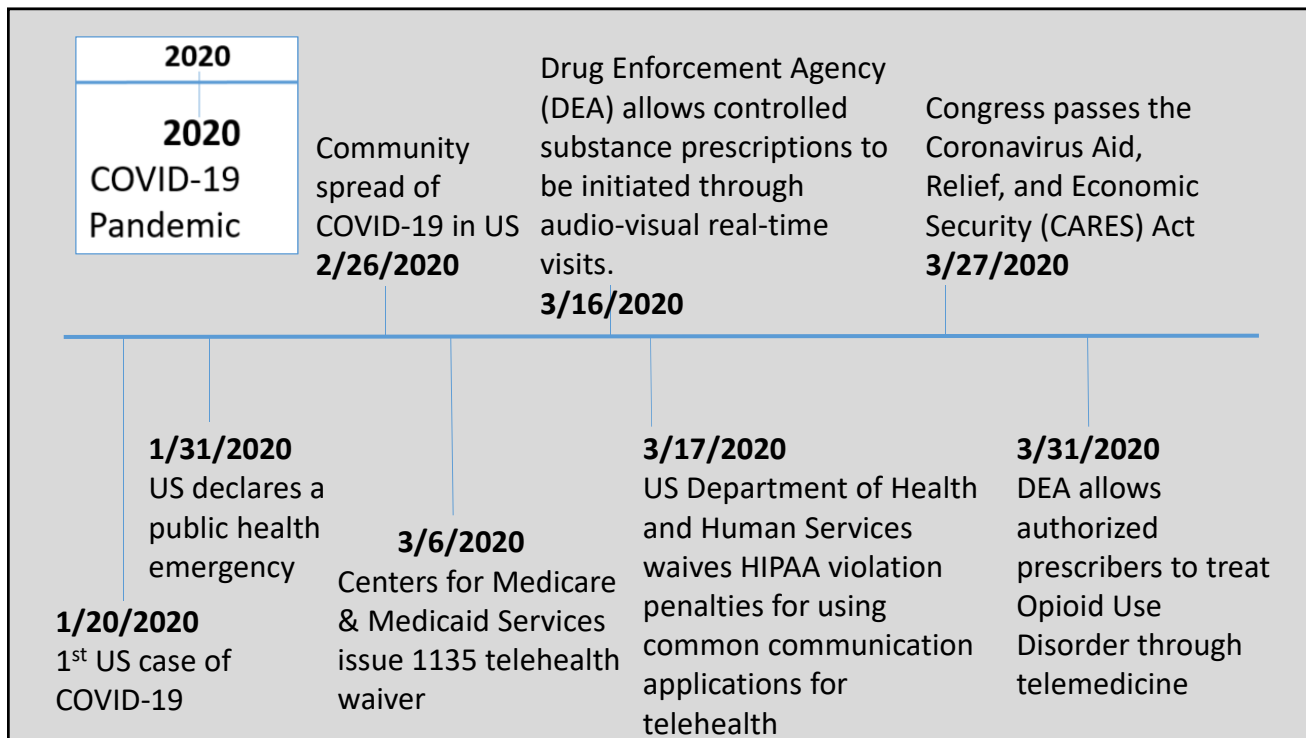 2020
2020
COVID-19
Pandemic
Community
spread of
COVID-19 in US
2/26/2020
Drug Enforcement Agency
(DEA) allows controlled
substance prescriptions to
be initiated through
audio-visual real-time
visits.
3/16/2020
Congress passes the
Coronavirus Aid,
Relief, and Economic
Security (CARES) Act
3/27/2020
1/20/2020
1st US case of
COVID-19
1/31/2020
US declares a
public health
emergency
3/6/2020
Centers for Medicare
& Medicaid Services
issue 1135 telehealth
waiver
3/17/2020
US Department of Health
and Human Services
waives HIPAA violation
penalties for using
common communication
applications for
telehealth
3/31/2020
DEA allows
authorized
prescribers to treat
Opioid Use
Disorder through
telemedicine